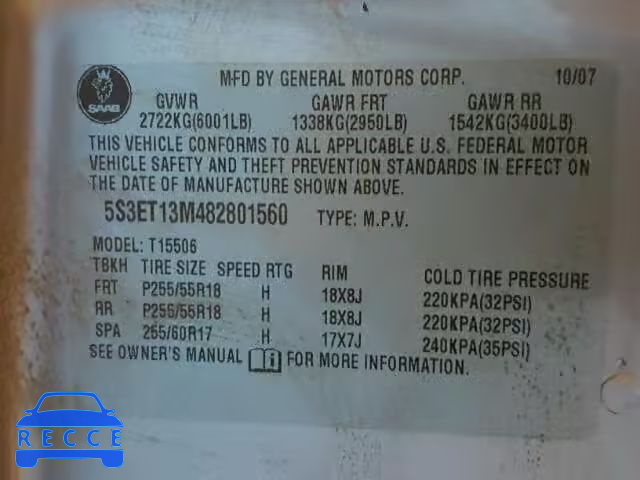 MFD BY GENERAL MOTORS CORP. 10/07
SAAB
GVWR GAWR FRT GAWR RR
2722KG(6001LB) 1338KG(2950LB) 1542KG(3400LB)
THIS VEHICLE CONFORMS TO ALL APPLICABLE U.S. FEDERAL MOTOR
VEHICLE SAFETY AND THEFT PREVENTION STANDARDS IN EFFECT ON
THE DATE OF MANUFACTURE SHOWN ABOVE.
5S3ET13M482801560 TYPE: M.P.V.
MODEL: T15506
TBKH TIRE SIZE SPEED RTG RIM COLD TIRE PRESSURE
FRT P255/55R18 H 18X8J 220KPA(32PSI)
RR P255/55R18 H 18X8J 220KPA(32PSI)
SPA 255/60R17 H 17X7J 240KPA(35PSI)
SEE OWNER'S MANUAL FOR MORE INFORMATION.
RECCE